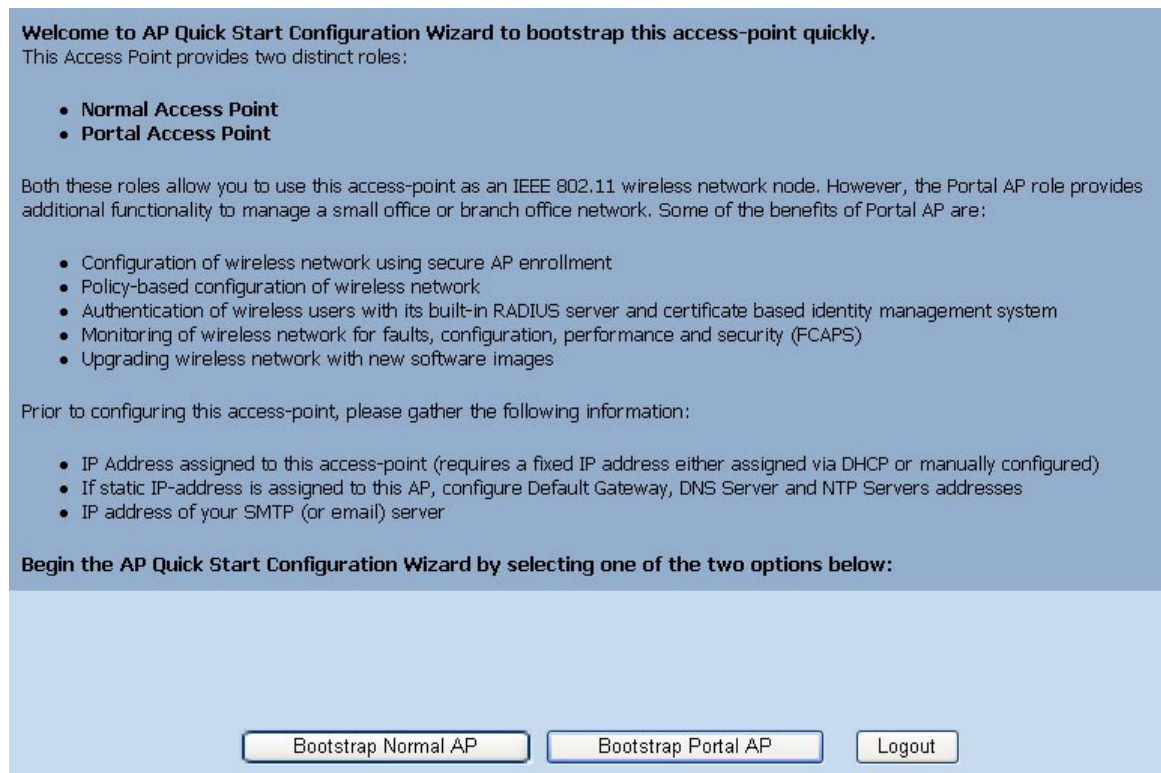 Welcome to AP Quick Start Configuration Wizard to bootstrap this access-point quickly.
This Access Point provides two distinct roles:
• Normal Access Point
• Portal Access Point
Both these roles allow you to use this access-point as an IEEE 802.11 wireless network node. However, the Portal AP role provides
additional functionality to manage a small office or branch office network. Some of the benefits of Portal AP are:
• Configuration of wireless network using secure AP enrollment
• Policy-based configuration of wireless network
• Authentication of wireless users with its built-in RADIUS server and certificate based identity management system
• Monitoring of wireless network for faults, configuration, performance and security (FCAPS)
• Upgrading wireless network with new software images
Prior to configuring this access-point, please gather the following information:
• IP Address assigned to this access-point (requires a fixed IP address either assigned via DHCP or manually configured)
• If static IP-address is assigned to this AP, configure Default Gateway, DNS Server and NTP Servers addresses
• IP address of your SMTP (or email) server
Begin the AP Quick Start Configuration Wizard by selecting one of the two options below:
Bootstrap Normal AP Bootstrap Portal AP Logout